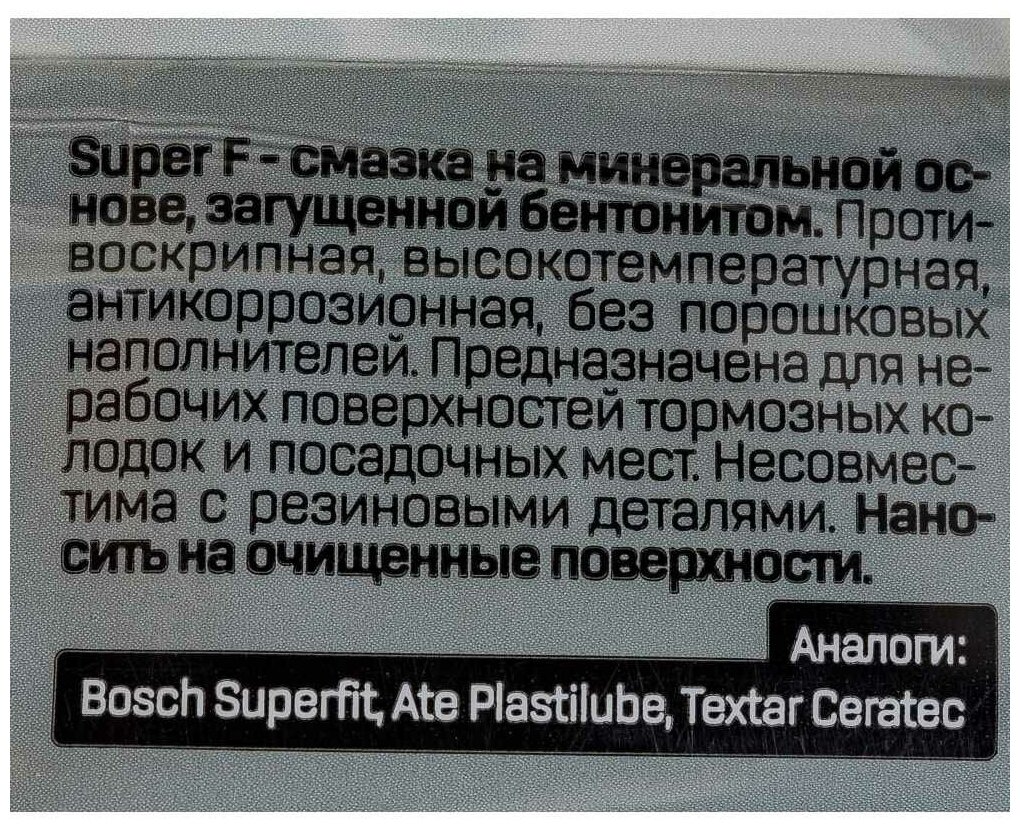 Super F - смазка на минеральной ос-
нове, загущенной бентонитом. Проти-
воскрипная, высокотемпературная,
антикоррозионная, без порошковых
наполнителей. Предназначена для не-
рабочих поверхностей тормозных ко-
лодок и посадочных мест. Несовмес-
тима с резиновыми деталями. Нано-
сить на очищенные поверхности.
Аналоги:
Bosch Superfit, Ate Plastilube, Textar Ceratec